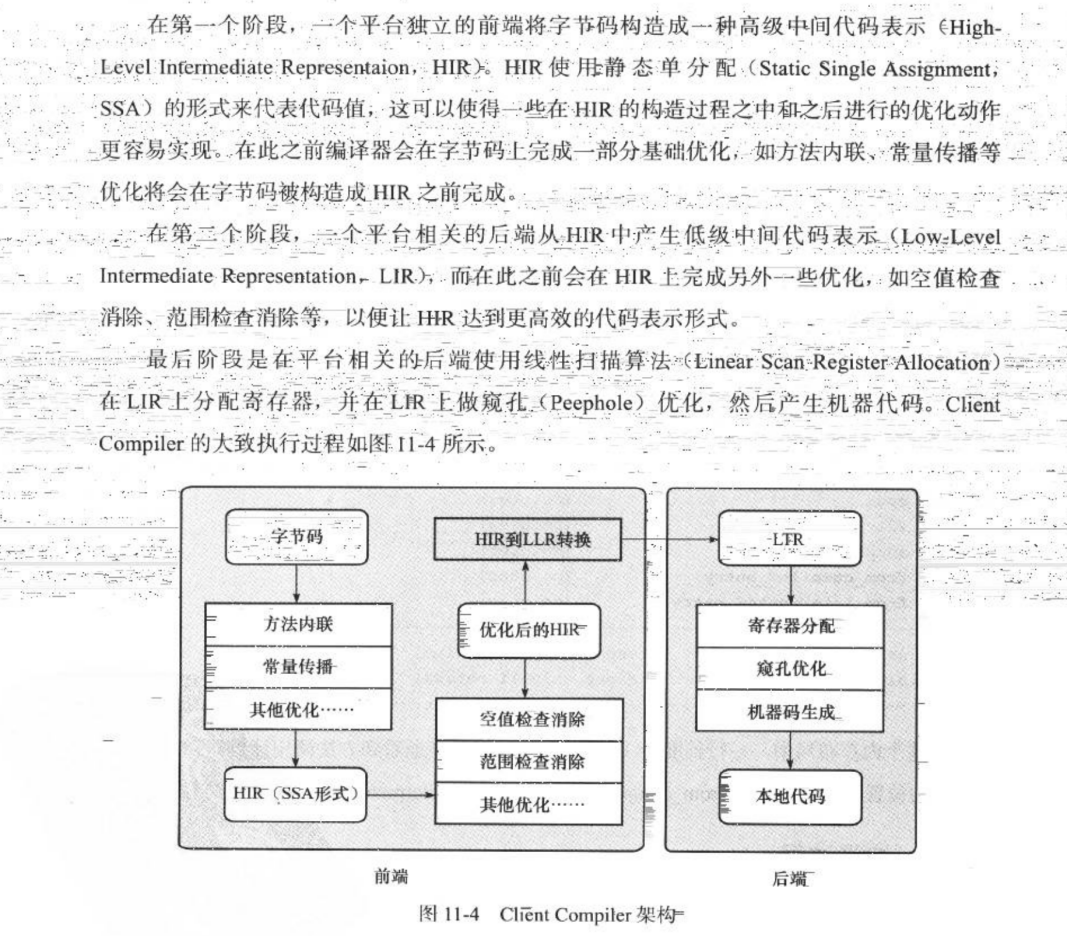 在第一个阶段，一个平台独立的前端将字节码构造成一种高级中间代码表示（High-
Level Intermediate Representaion，HIR）。HIR 使用静态单分配（Static Single Assignment，
SSA）的形式来代表代码值，这可以使得一些在 HIR 的构造过程之中和之后进行的优化动作
更容易实现。在此之前编译器会在字节码上完成一部分基础优化，如方法内联、常量传播等
优化将会在字节码被构造成 HIR 之前完成。
在第二个阶段，一个平台相关的后端从 HIR 中产生低级中间代码表示（Low-Level
Intermediate Representation，LIR），而在此之前会在 HIR 上完成另外一些优化，如空值检查
消除、范围检查消除等，以便让 HIR 达到更高效的代码表示形式。
最后阶段是在平台相关的后端使用线性扫描算法（Linear Scan Register Allocation）
在 LIR 上分配寄存器，并在 LIR 上做窥孔（Peephole）优化，然后产生机器代码。Client
Compiler 的大致执行过程如图 11-4 所示。
字节码
方法内联
常量传播
其他优化……
HIR（SSA形式）
HIR到LLR转换
优化后的HIR
空值检查消除
范围检查消除
其他优化……
LIR
寄存器分配
窥孔优化
机器码生成
本地代码
前端
后端
图 11-4 Client Compiler 架构